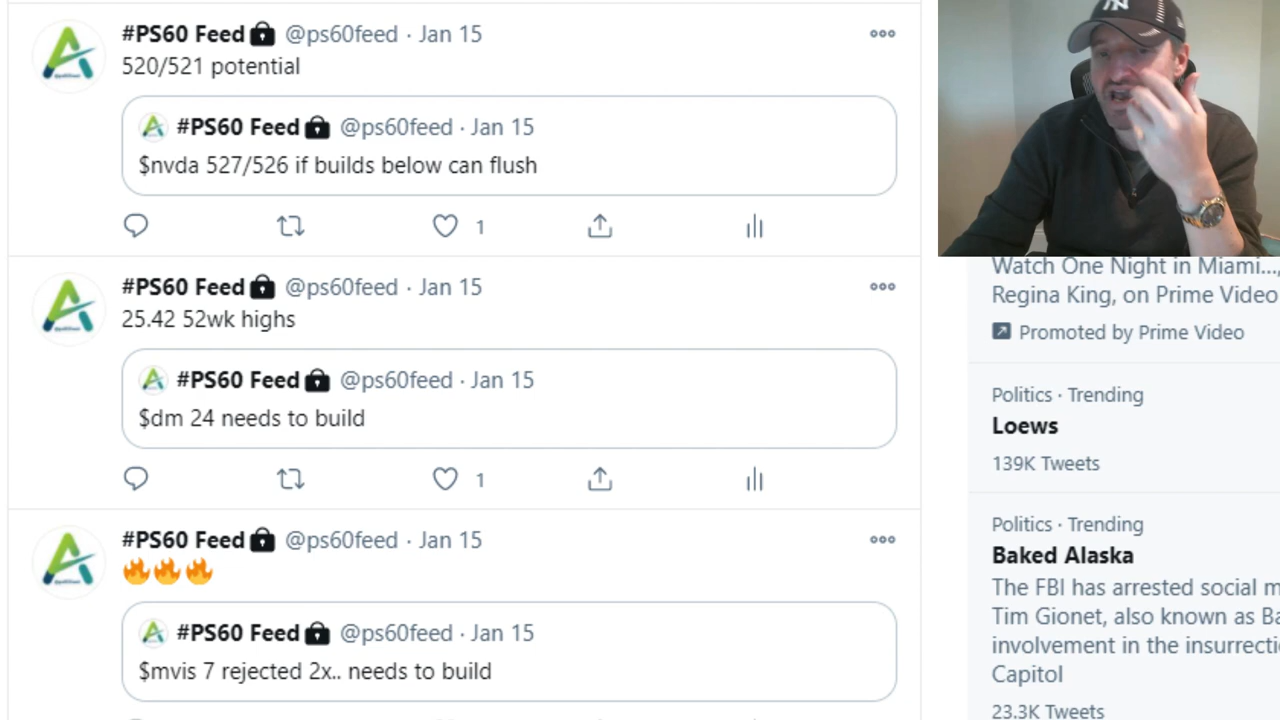 #PS60 Feed🔒 @ps60feed · Jan 15
520/521 potential
#PS60 Feed🔒 @ps60feed · Jan 15
$nvda 527/526 if builds below can flush
1
#PS60 Feed🔒 @ps60feed · Jan 15
25.42 52wk highs
#PS60 Feed🔒 @ps60feed · Jan 15
$dm 24 needs to build
1
#PS60 Feed🔒 @ps60feed · Jan 15
🔥🔥🔥
#PS60 Feed🔒 @ps60feed · Jan 15
$mvis 7 rejected 2x.. needs to build
Watch One Night in Miami...,
Regina King, on Prime Video
Promoted by Prime Video
Politics · Trending
Loews
139K Tweets
Politics · Trending
Baked Alaska
The FBI has arrested social m
Tim Gionet, also known as Ba
involvement in the insurrecti
Capitol
23.3K Tweets